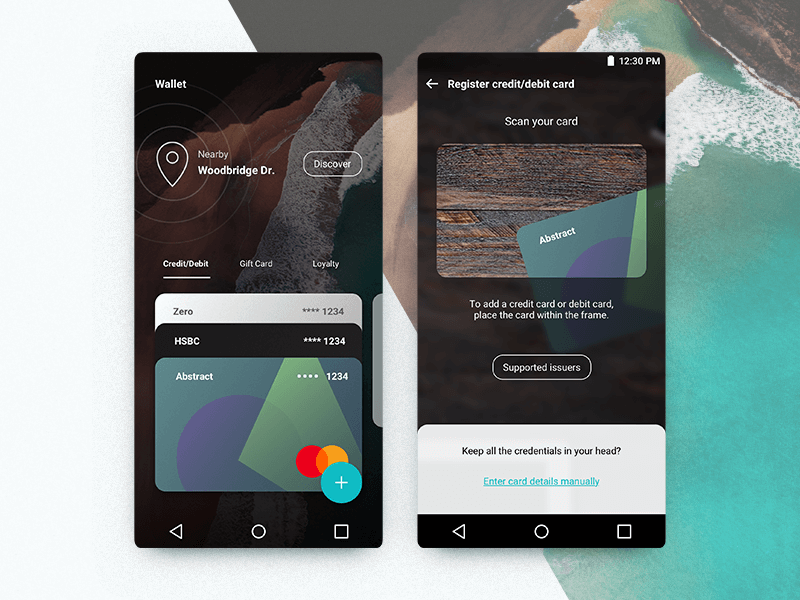 Wallet
Nearby
Woodbridge Dr.
Discover
Credit/Debit
Gift Card
Loyalty
Zero
**** 1234
HSBC
**** 1234
Abstract
•••• 1234
+
12:30 PM
Register credit/debit card
Scan your card
Abstract
To add a credit card or debit card,
place the card within the frame.
Supported issuers
Keep all the credentials in your head?
Enter card details manually